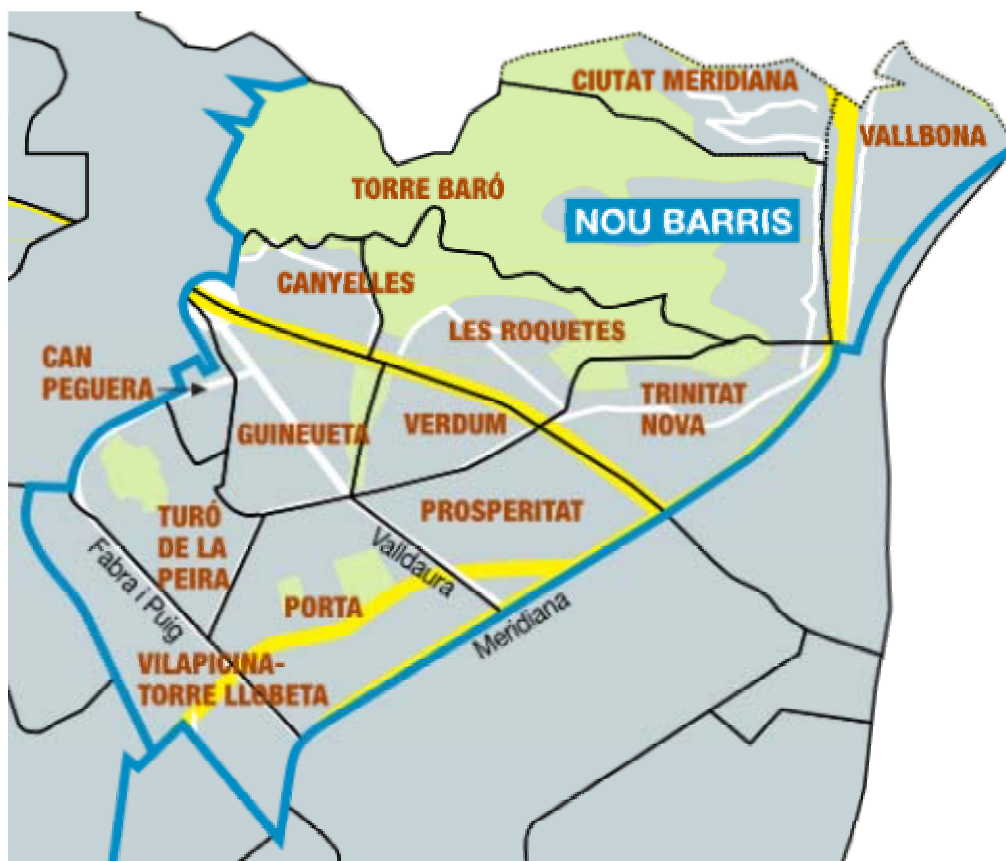 CIUTAT MERIDIANA
VALLBONA
TORRE BARÓ
NOU BARRIS
CANYELLES
LES ROQUETES
CAN
PEGUERA
TRINITAT
NOVA
GUINEUETA
VERDUM
PROSPERITAT
TURÓ
DE LA
PEIRA
Fabra i Puig
Valldaura
PORTA
Meridiana
VILAPICINA-
TORRE LLOBETA